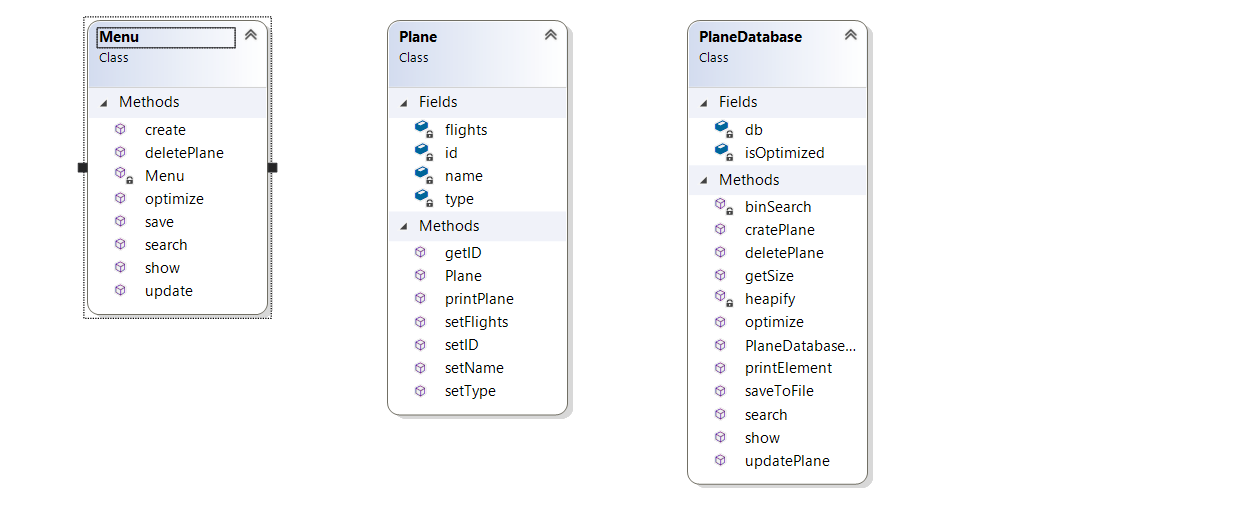 Menu
Class
Methods
create
deletePlane
Menu
optimize
save
search
show
update
Plane
Class
Fields
flights
id
name
type
Methods
getID
Plane
printPlane
setFlights
setID
setName
setType
PlaneDatabase
Class
Fields
db
isOptimized
Methods
binSearch
cratePlane
deletePlane
getSize
heapify
optimize
PlaneDatabase...
printElement
saveToFile
search
show
updatePlane